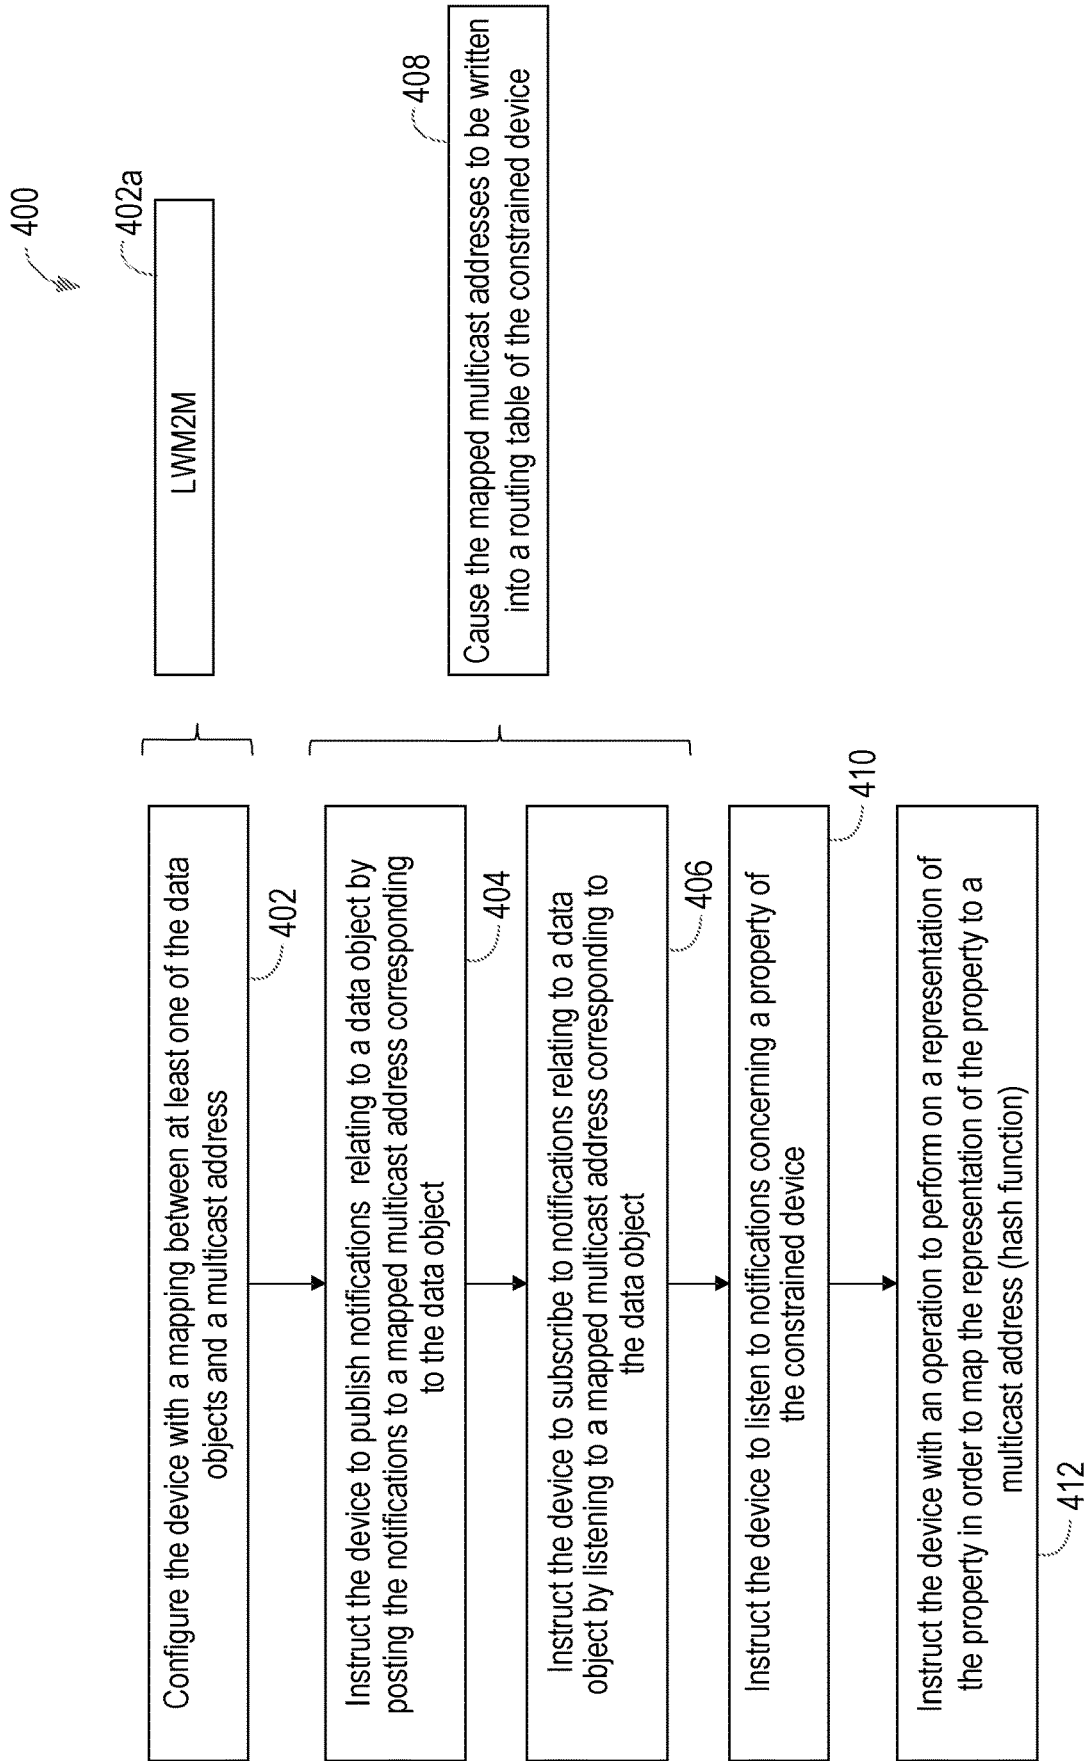 400
Configure the device with a mapping between at least one of the data
objects and a multicast address
402
LWM2M
402a
Instruct the device to publish notifications relating to a data object by
posting the notifications to a mapped multicast address corresponding
to the data object
404
Instruct the device to subscribe to notifications relating to a data
object by listening to a mapped multicast address corresponding to
the data object
406
Cause the mapped multicast addresses to be written
into a routing table of the constrained device
408
Instruct the device to listen to notifications concerning a property of
the constrained device
410
Instruct the device with an operation to perform on a representation of
the property in order to map the representation of the property to a
multicast address (hash function)
412